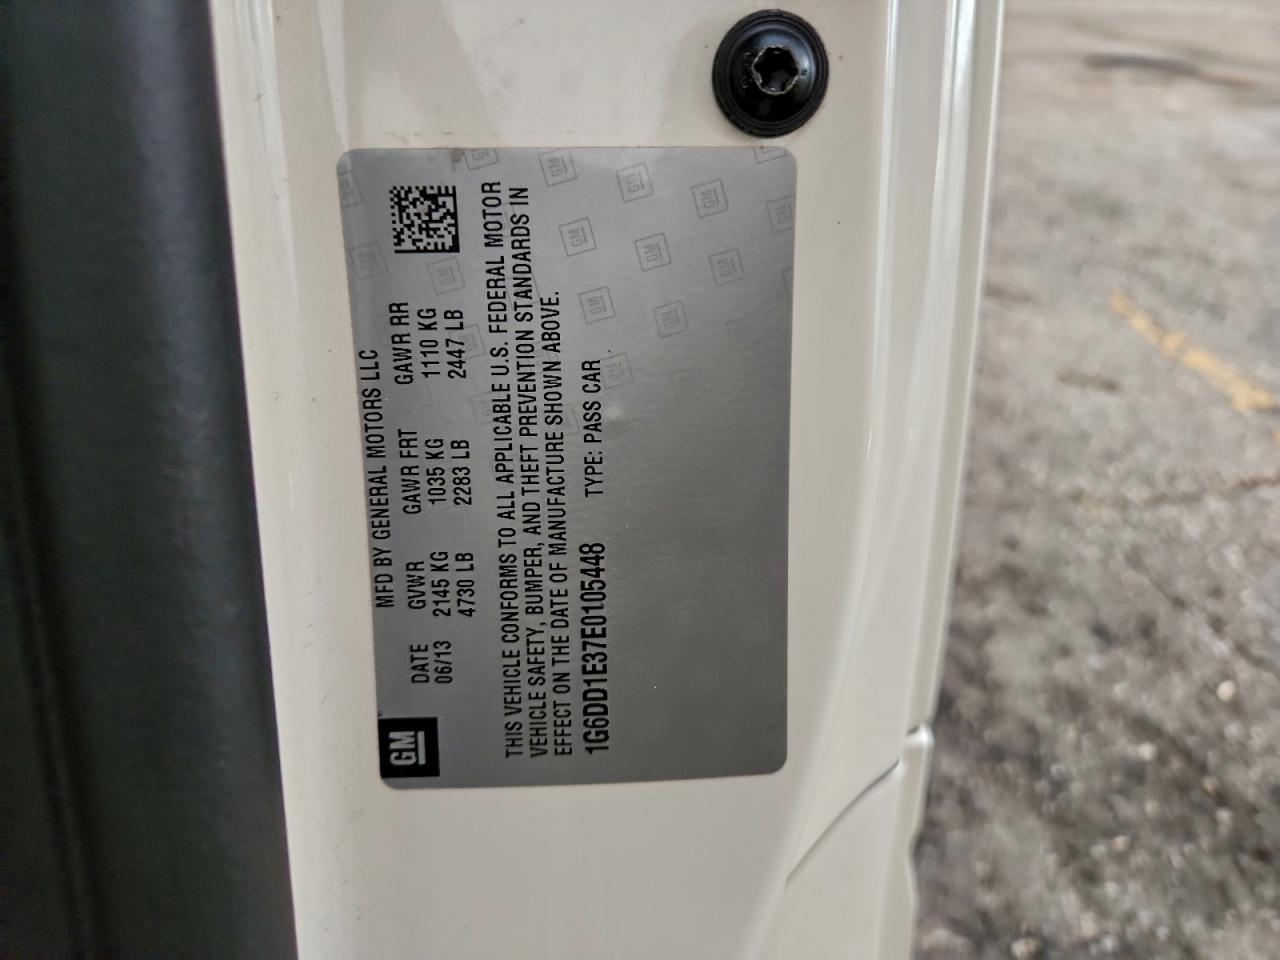 GM
MFD BY GENERAL MOTORS LLC
DATE GVWR GAWR FRT GAWR RR
06/13 2145 KG 1035 KG 1110 KG
4730 LB 2283 LB 2447 LB
THIS VEHICLE CONFORMS TO ALL APPLICABLE U.S. FEDERAL MOTOR
VEHICLE SAFETY, BUMPER, AND THEFT PREVENTION STANDARDS IN
EFFECT ON THE DATE OF MANUFACTURE SHOWN ABOVE.
1G6DD1E37E0105448 TYPE: PASS CAR